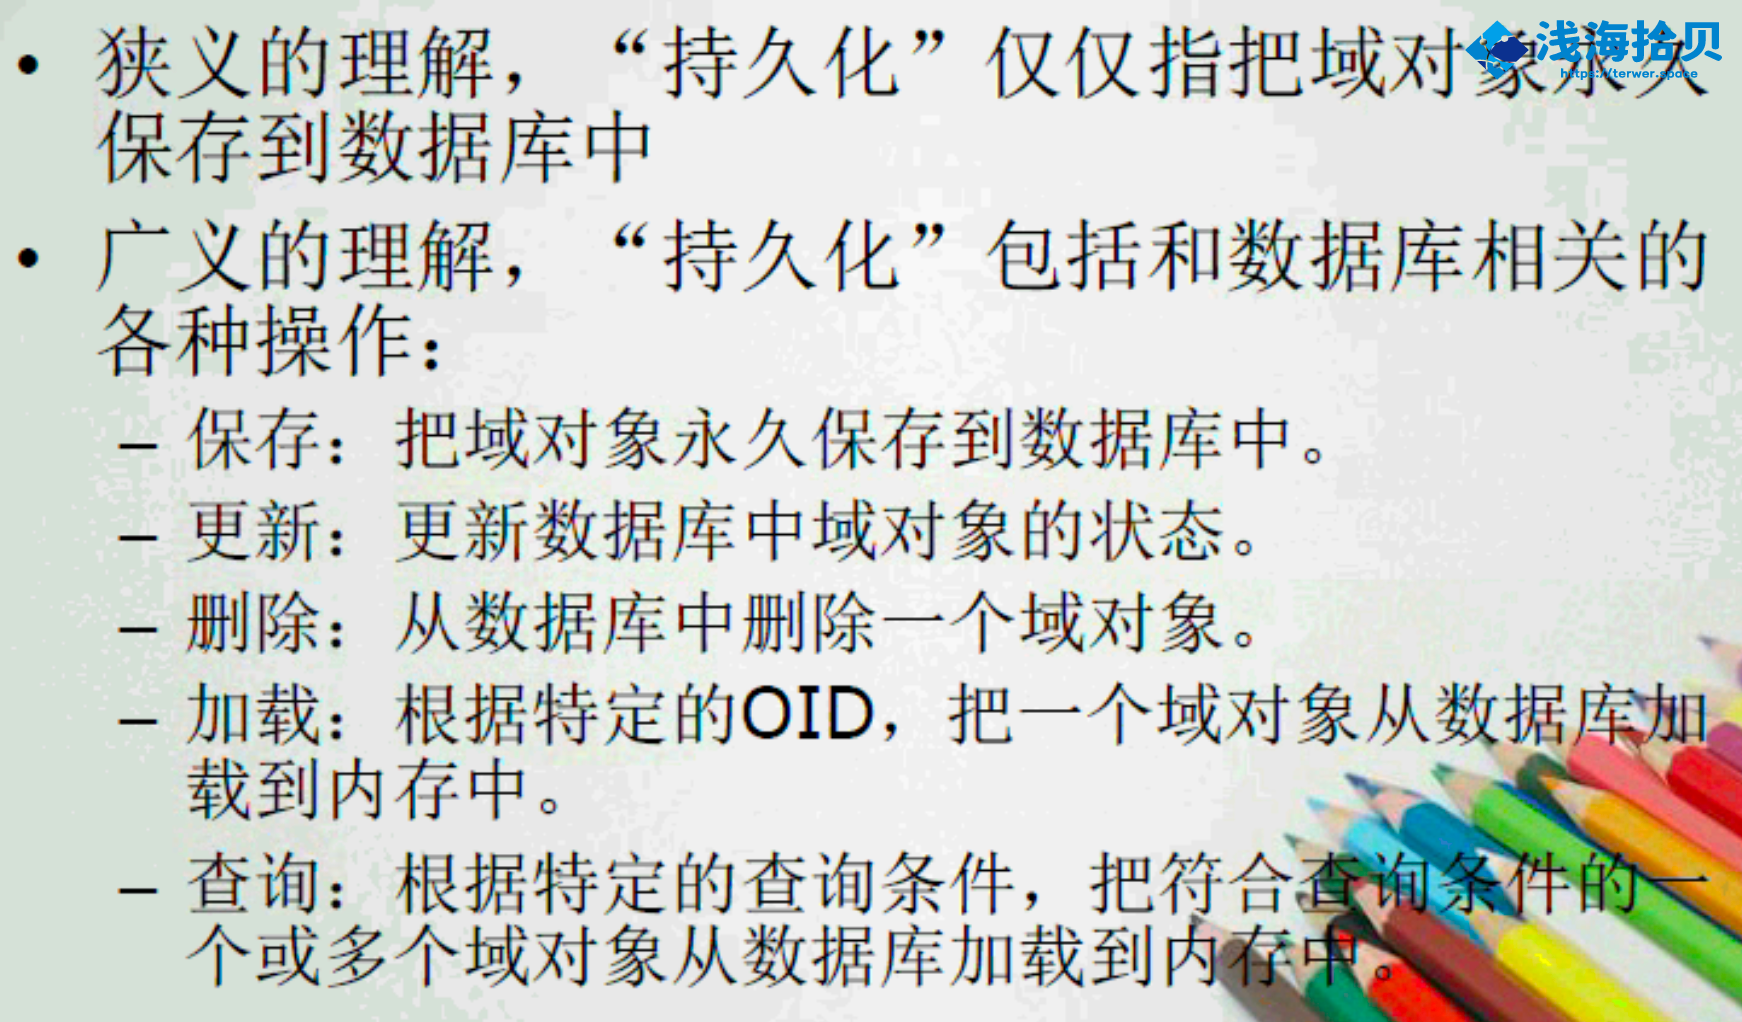 浅海拾贝
https://terwer.space
• 狭义的理解，“持久化”仅仅指把域对象永久
保存到数据库中
• 广义的理解，“持久化”包括和数据库相关的
各种操作：
– 保存：把域对象永久保存到数据库中。
– 更新：更新数据库中域对象的状态。
– 删除：从数据库中删除一个域对象。
– 加载：根据特定的OID，把一个域对象从数据库加
载到内存中。
– 查询：根据特定的查询条件，把符合查询条件的一
个或多个域对象从数据库加载到内存中。